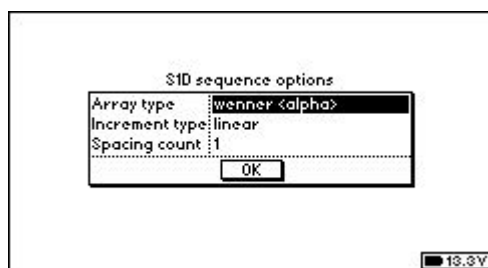 S1D sequence options
Array type wenner <alpha>
Increment type linear
Spacing count 1
OK
13.3V